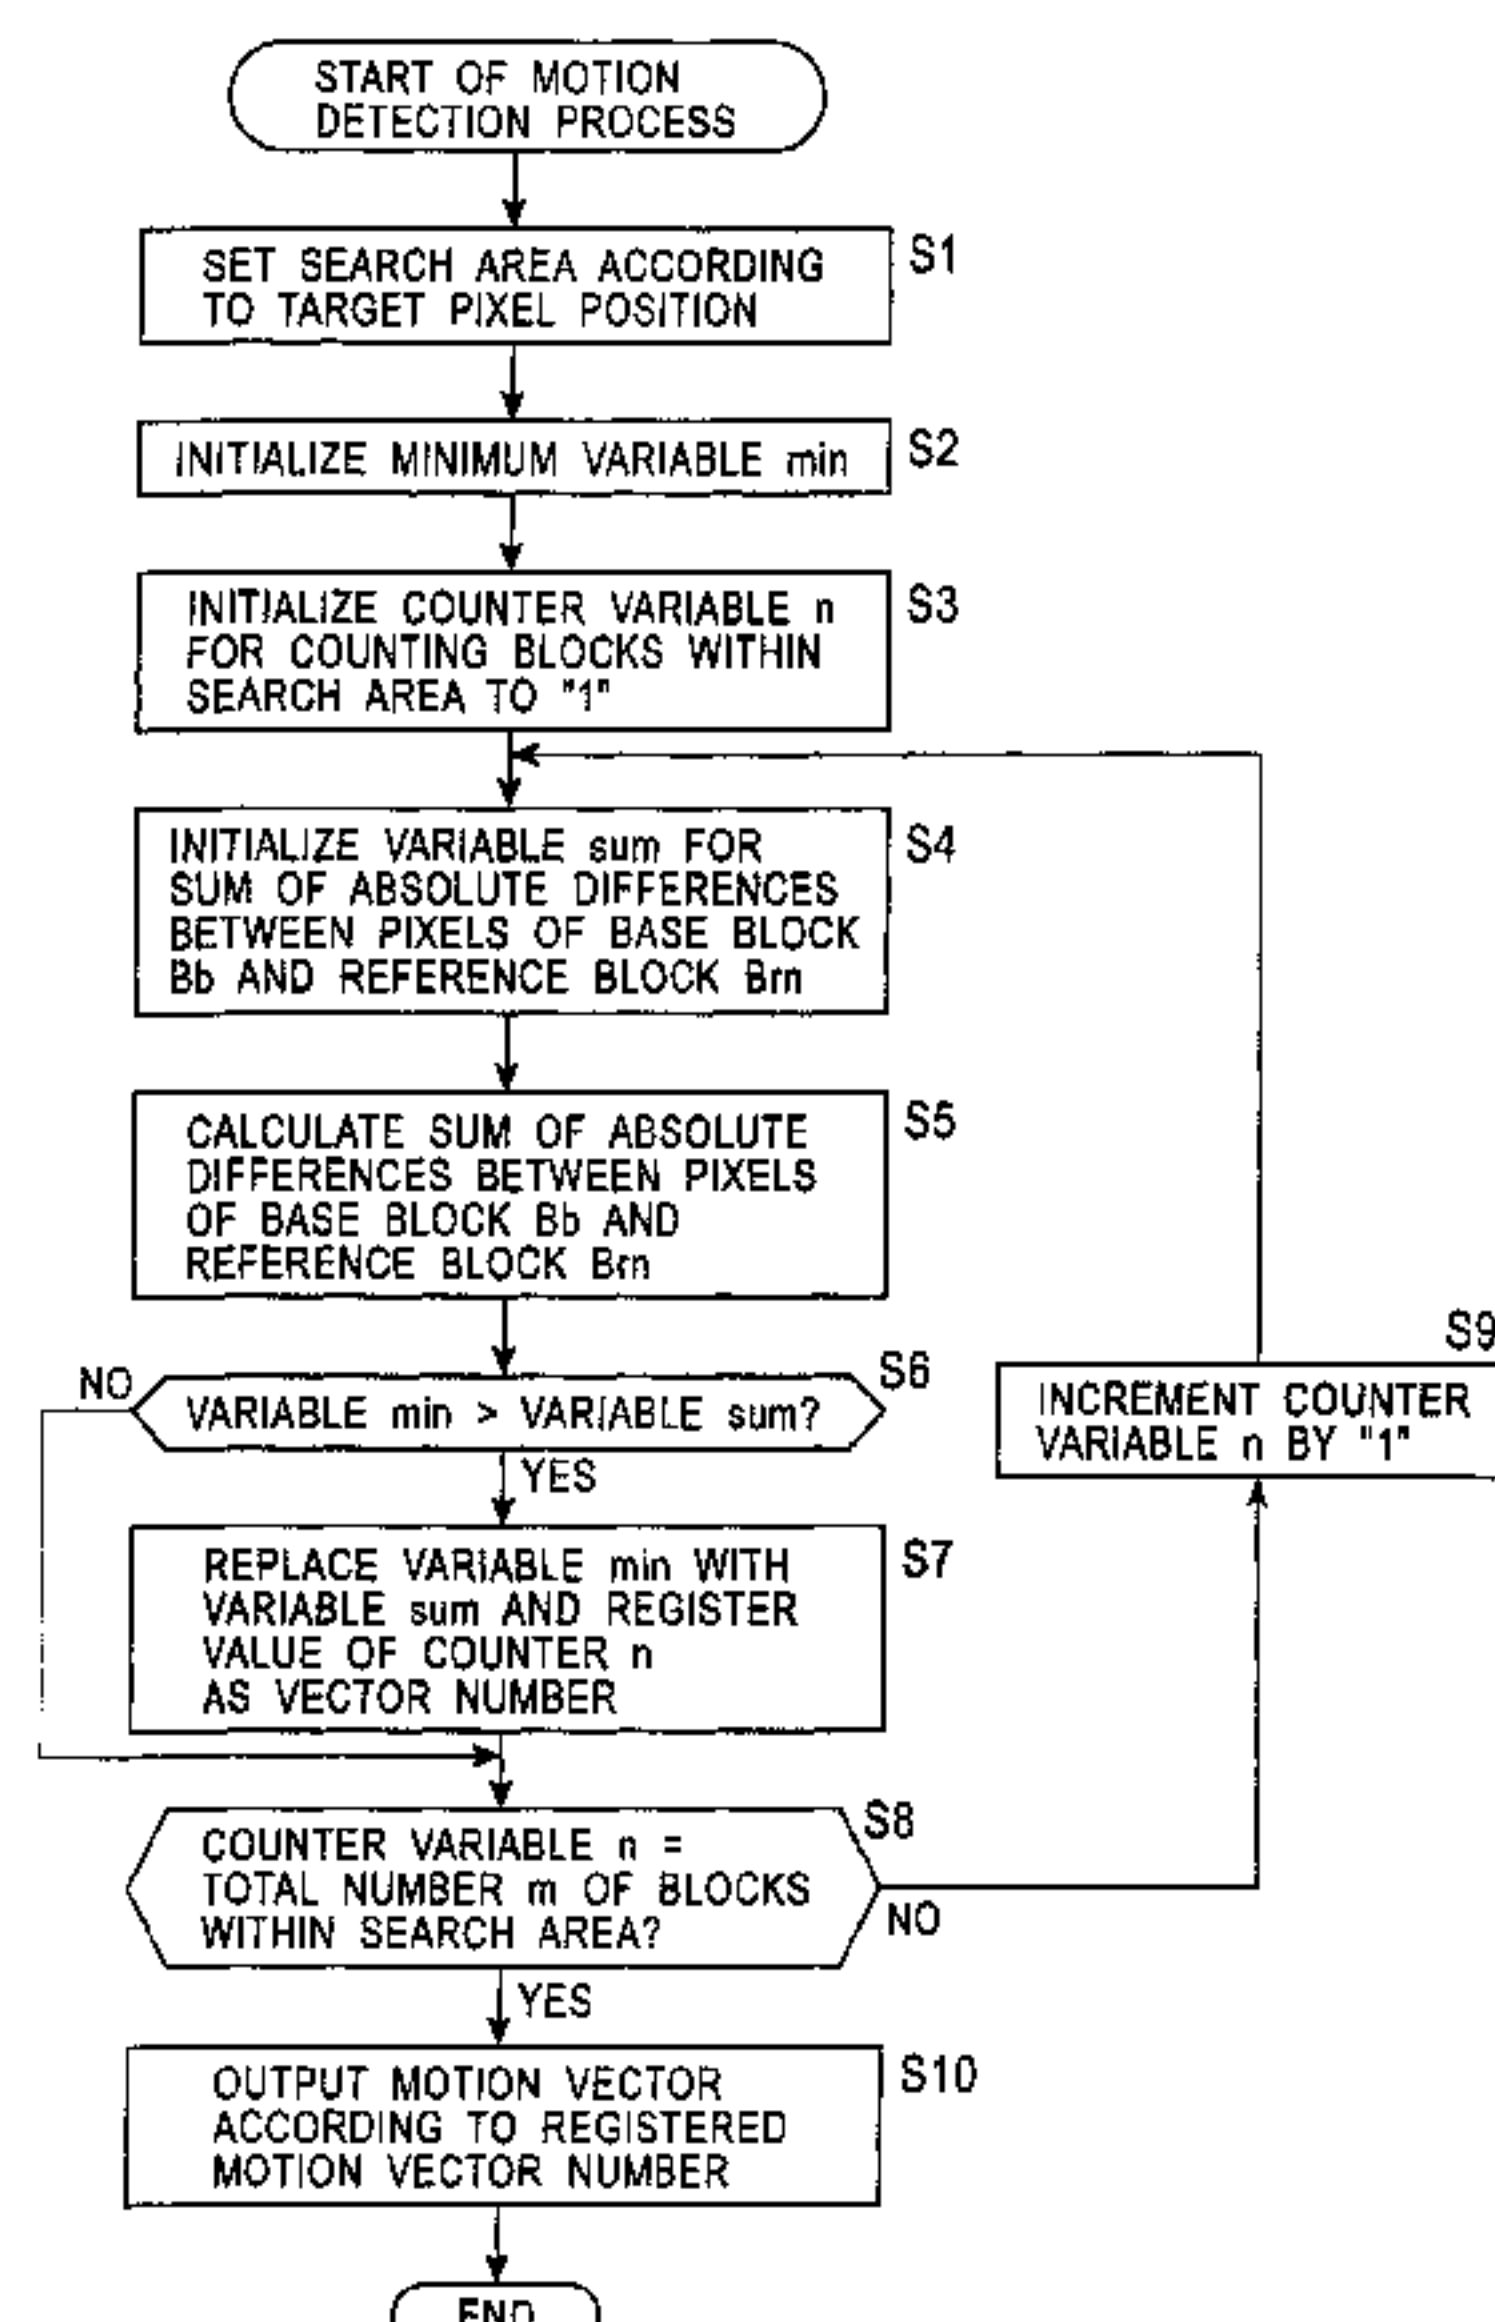 START OF MOTION
DETECTION PROCESS
SET SEARCH AREA ACCORDING
TO TARGET PIXEL POSITION
S1
INITIALIZE MINIMUM VARIABLE min
S2
INITIALIZE COUNTER VARIABLE n
FOR COUNTING BLOCKS WITHIN
SEARCH AREA TO "1"
S3
INITIALIZE VARIABLE sum FOR
SUM OF ABSOLUTE DIFFERENCES
BETWEEN PIXELS OF BASE BLOCK
Bb AND REFERENCE BLOCK Brn
S4
CALCULATE SUM OF ABSOLUTE
DIFFERENCES BETWEEN PIXELS
OF BASE BLOCK Bb AND
REFERENCE BLOCK Brn
S5
VARIABLE min > VARIABLE sum?
S6
NO
YES
REPLACE VARIABLE min WITH
VARIABLE sum AND REGISTER
VALUE OF COUNTER n
AS VECTOR NUMBER
S7
COUNTER VARIABLE n =
TOTAL NUMBER m OF BLOCKS
WITHIN SEARCH AREA?
S8
NO
YES
INCREMENT COUNTER
VARIABLE n BY "1"
S9
OUTPUT MOTION VECTOR
ACCORDING TO REGISTERED
MOTION VECTOR NUMBER
S10
END